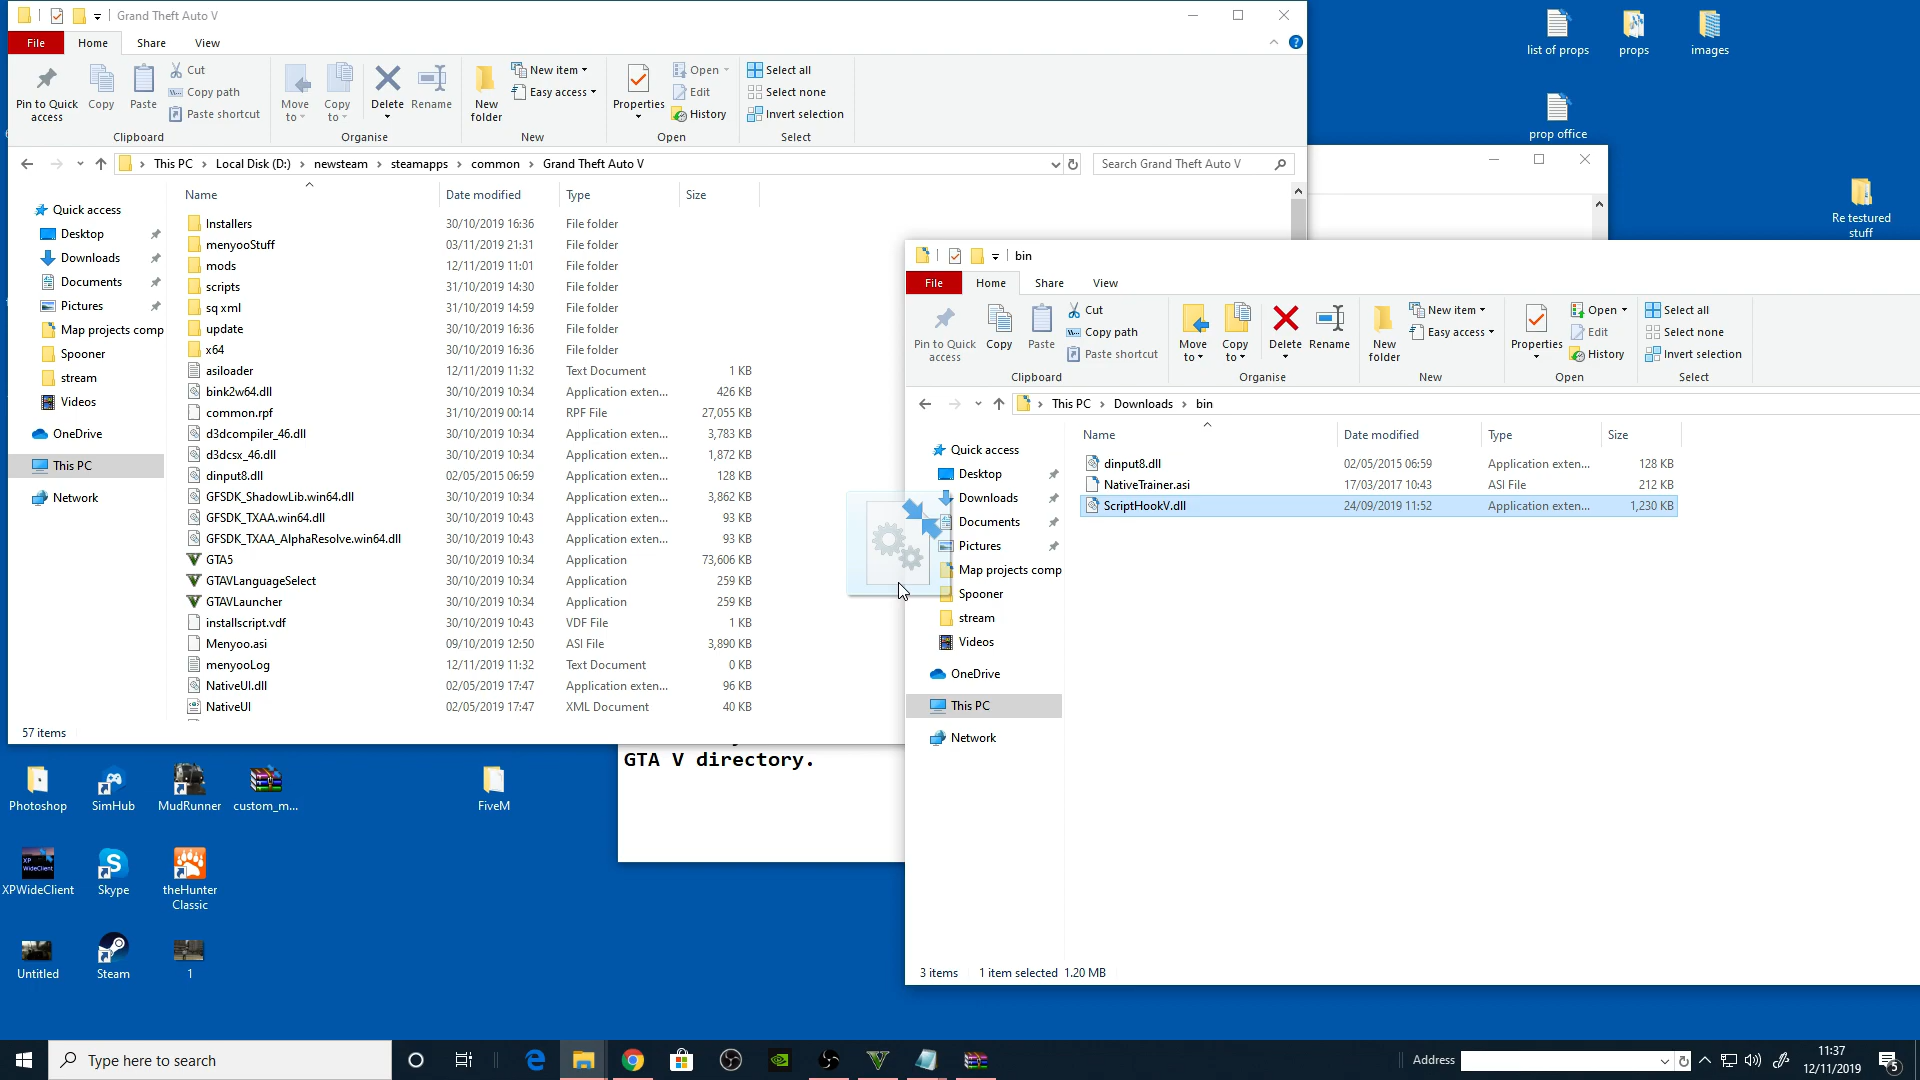 Grand Theft Auto V
File Home Share View
Pin to Quick access
Copy
Paste
Cut
Copy path
Paste shortcut
Clipboard
Move to
Copy to
Delete
Rename
Organise
New folder
New item
Easy access
New
Properties
Open
Edit
History
Open
Select all
Select none
Invert selection
Select
This PC > Local Disk (D:) > newsteam > steamapps > common > Grand Theft Auto V
Search Grand Theft Auto V
Quick access
Desktop
Downloads
Documents
Pictures
Map projects comp
Spooner
stream
Videos
OneDrive
This PC
Network
Name Date modified Type Size
Installers 30/10/2019 16:36 File folder
menyooStuff 03/11/2019 21:31 File folder
mods 12/11/2019 11:01 File folder
scripts 31/10/2019 14:30 File folder
sq xml 31/10/2019 14:59 File folder
update 30/10/2019 16:36 File folder
x64 30/10/2019 16:36 File folder
asiloader 12/11/2019 11:32 Text Document 1 KB
bink2w64.dll 30/10/2019 10:34 Application exten... 426 KB
common.rpf 31/10/2019 00:14 RPF File 27,055 KB
d3dcompiler_46.dll 30/10/2019 10:34 Application exten... 3,783 KB
d3dcsx_46.dll 30/10/2019 10:34 Application exten... 1,872 KB
dinput8.dll 02/05/2015 06:59 Application exten... 128 KB
GFSDK_ShadowLib.win64.dll 30/10/2019 10:34 Application exten... 3,862 KB
GFSDK_TXAA.win64.dll 30/10/2019 10:43 Application exten... 93 KB
GFSDK_TXAA_AlphaResolve.win64.dll 30/10/2019 10:43 Application exten... 93 KB
GTA5 30/10/2019 10:34 Application 73,606 KB
GTAVLanguageSelect 30/10/2019 10:34 Application 259 KB
GTAVLauncher 30/10/2019 10:34 Application 259 KB
installscript.vdf 30/10/2019 10:43 VDF File 1 KB
Menyoo.asi 09/10/2019 12:50 ASI File 3,890 KB
menyooLog 12/11/2019 11:32 Text Document 0 KB
NativeUI.dll 02/05/2019 17:47 Application exten... 96 KB
NativeUI 02/05/2019 17:47 XML Document 40 KB
57 items
list of props
props
images
prop office
Re testured stuff
bin
File Home Share View
Pin to Quick access
Copy
Paste
Cut
Copy path
Paste shortcut
Clipboard
Move to
Copy to
Delete
Rename
Organise
New folder
New item
Easy access
New
Properties
Open
Edit
History
Open
Select all
Select none
Invert selection
Select
This PC > Downloads > bin
Quick access
Desktop
Downloads
Documents
Pictures
Map projects comp
Spooner
stream
Videos
OneDrive
This PC
Network
Name Date modified Type Size
dinput8.dll 02/05/2015 06:59 Application exten... 128 KB
NativeTrainer.asi 17/03/2017 10:43 ASI File 212 KB
ScriptHookV.dll 24/09/2019 11:52 Application exten... 1,230 KB
3 items 1 item selected 1.20 MB
GTA V directory.
Photoshop
SimHub
MudRunner
custom_m...
FiveM
XP WideClient
XPWideClient
Skype
theHunter Classic
Untitled
Steam
1
Type here to search
Address
11:37
12/11/2019
5